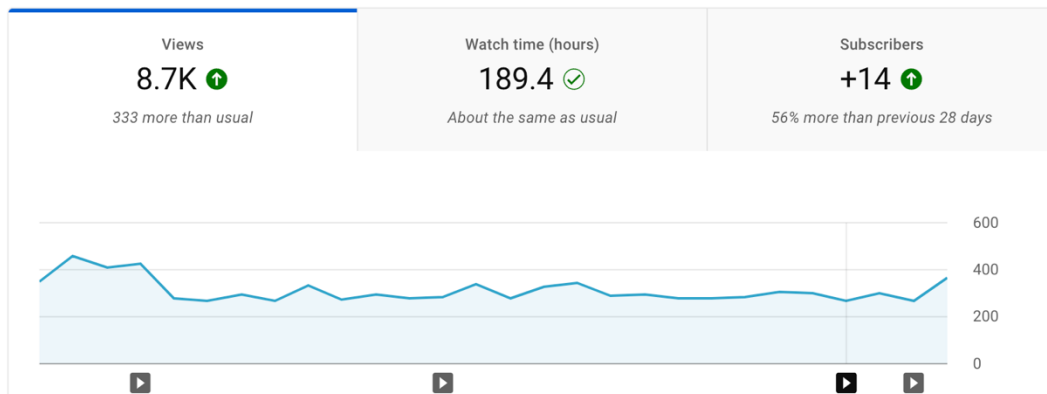 Views
8.7K
333 more than usual
Watch time (hours)
189.4
About the same as usual
Subscribers
+14
56% more than previous 28 days
600
400
200
0